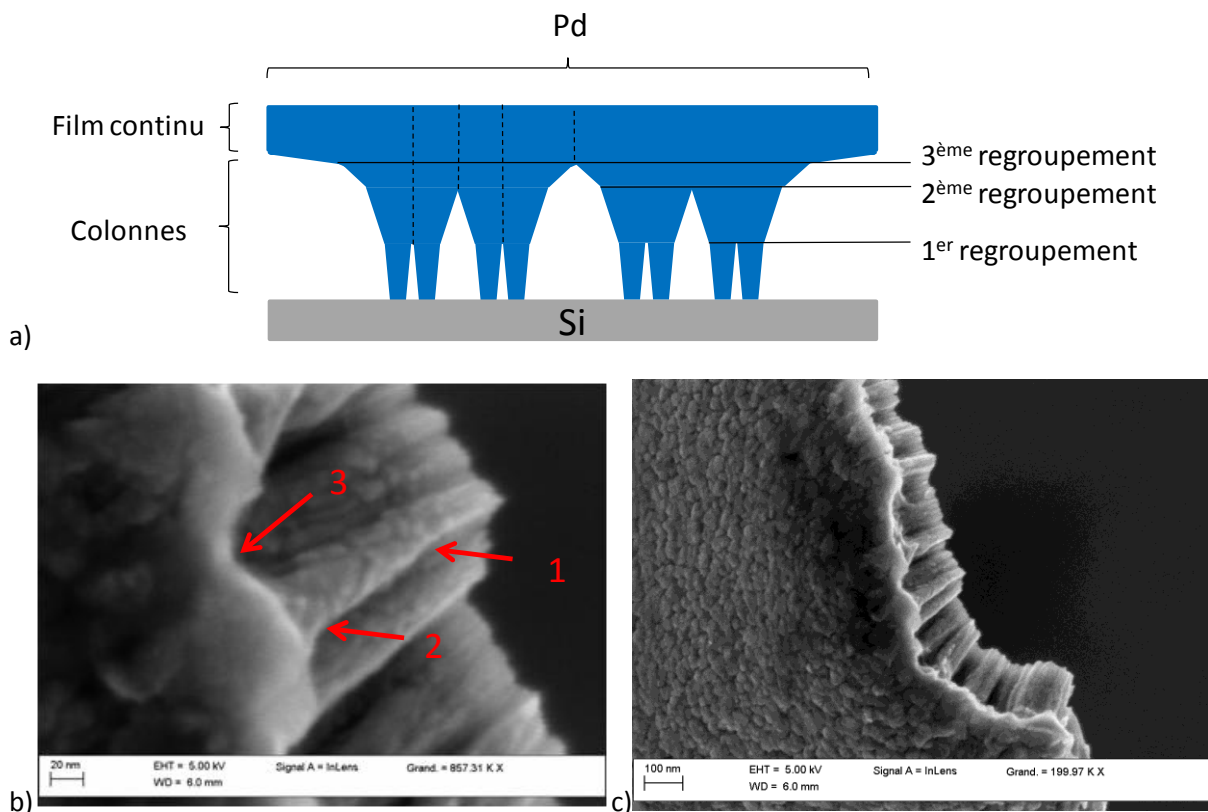 Pd
Film continu
3ème regroupement
2ème regroupement
Colonnes
1er regroupement
Si
a)
3
1
2
20 nm
EHT = 5.00 kV Signal A = InLens Grand. = 857.31 K X
WD = 6.0 mm
b)
100 nm
EHT = 5.00 kV Signal A = InLens Grand. = 199.97 K X
WD = 6.0 mm
c)